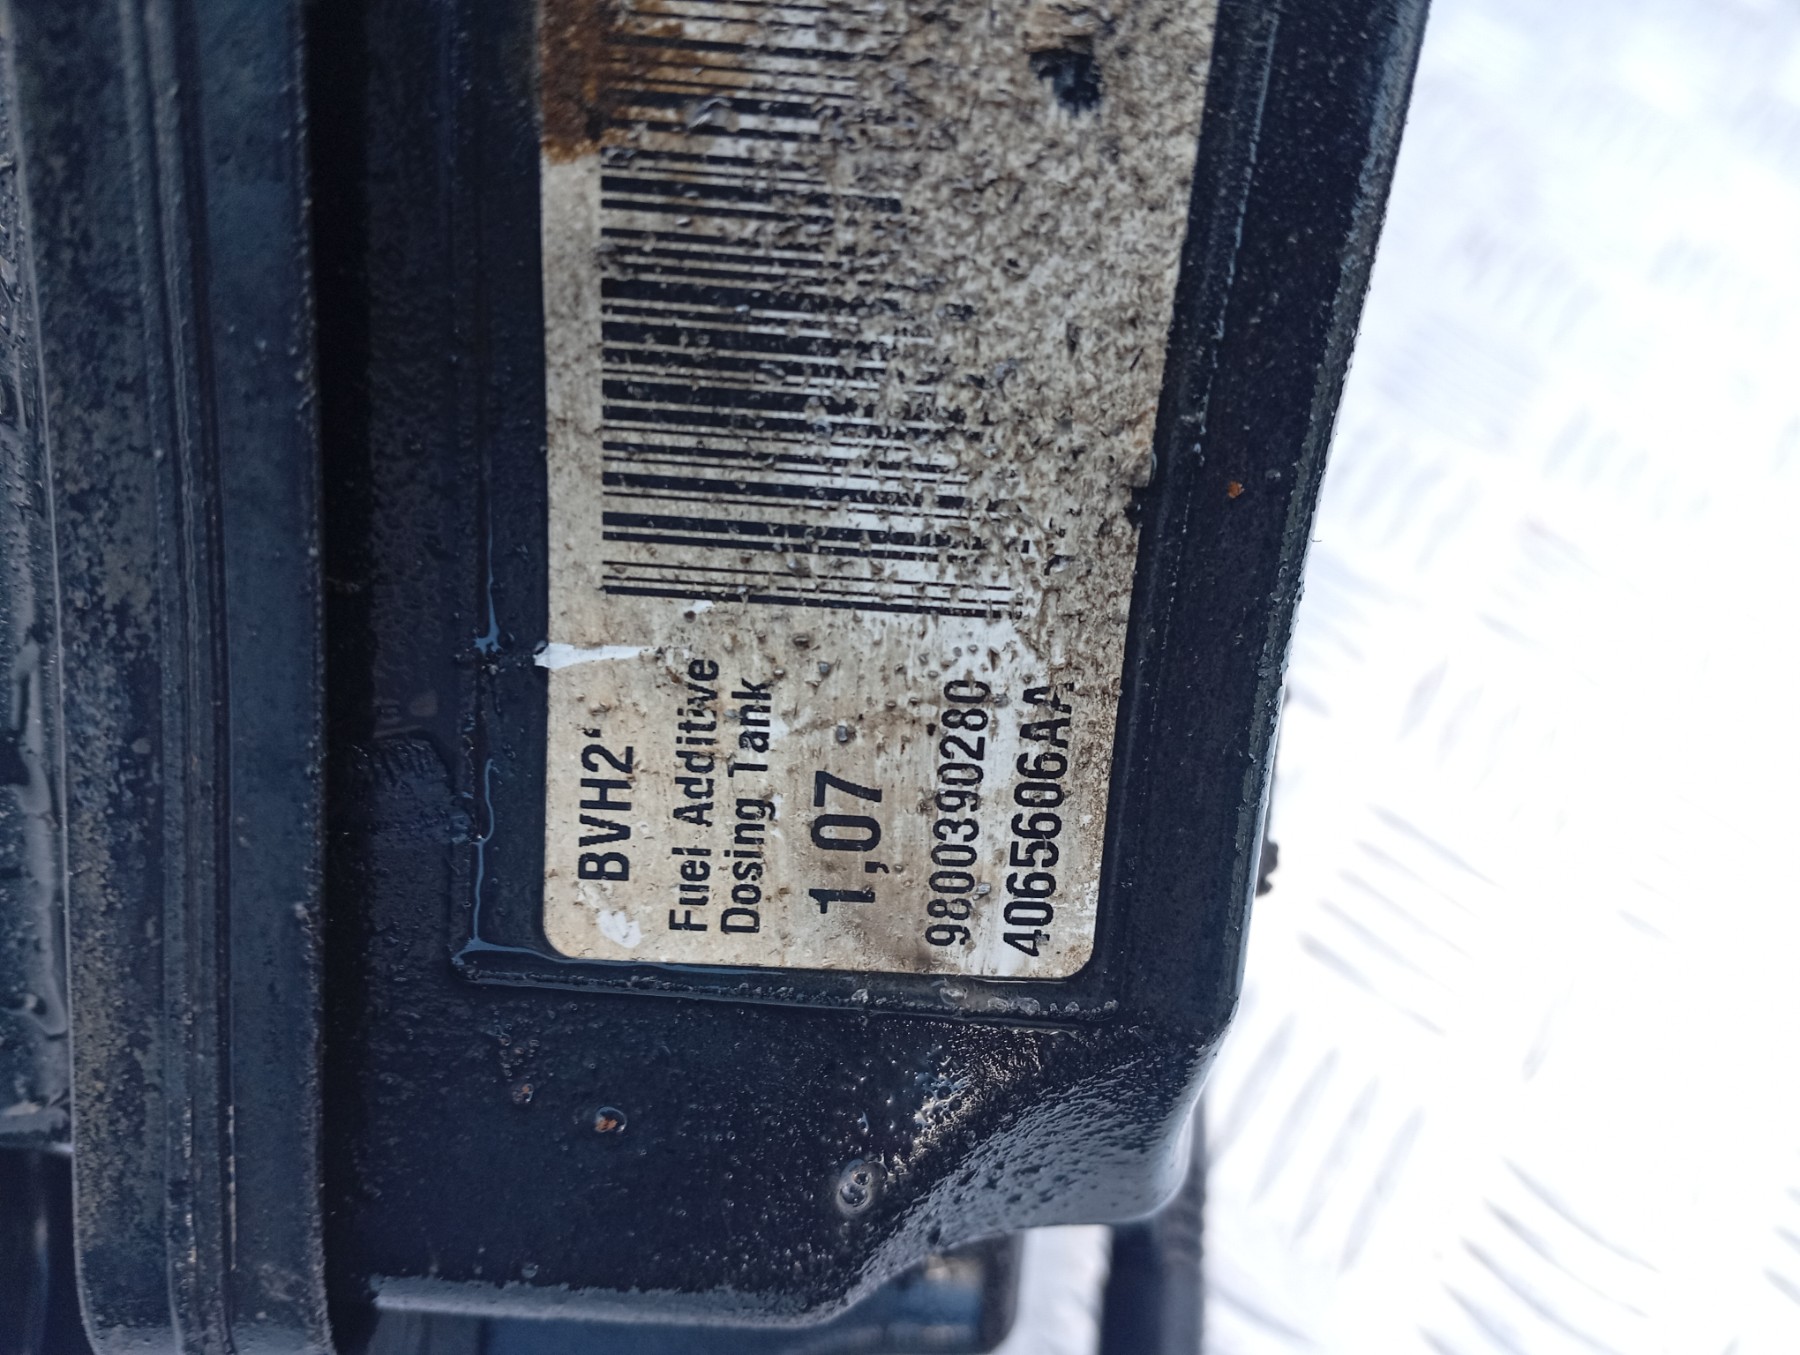 BVH2
Fuel Additive
Dosing Tank
1,07
9800390280
4065606AA